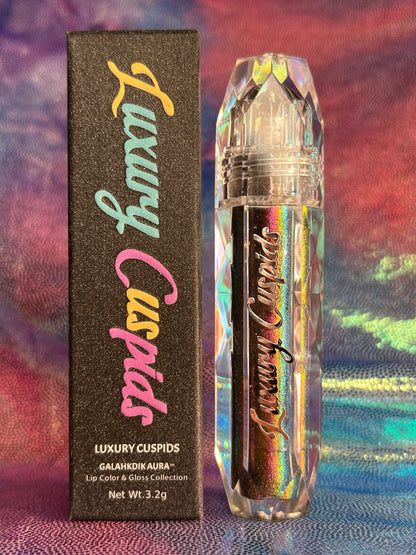 Luxury Cuspids
LUXURY CUSPIDS
GALAHKDIK AURA™
Lip Color & Gloss Collection
Net Wt.3.2g
Luxury Cuspids